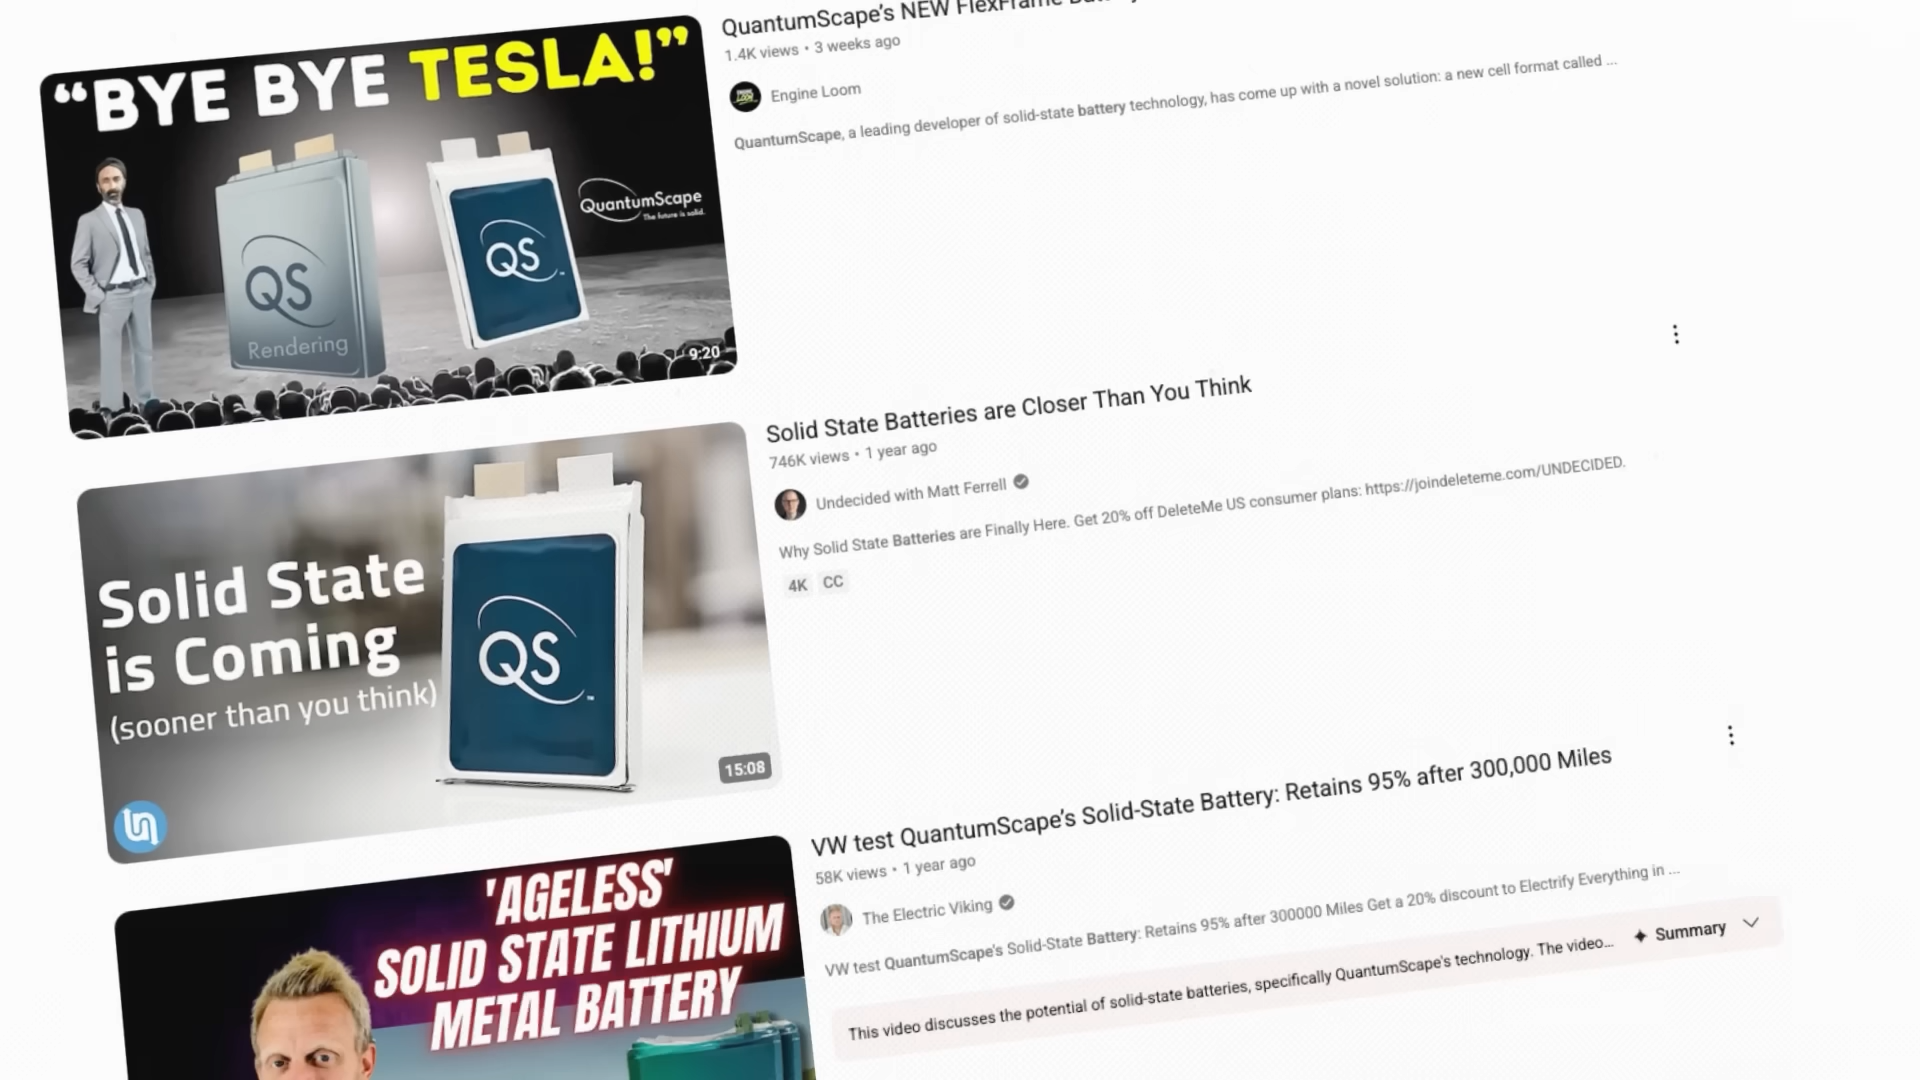 “BYE BYE TESLA!”
QS
Rendering
QS
QuantumScape
The future is solid.
9:20
QuantumScape’s NEW FlexFrame
1.4K views • 3 weeks ago
Engine Loom
QuantumScape, a leading developer of solid-state battery technology, has come up with a novel solution: a new cell format called ...
Solid State
is Coming
(sooner than you think)
QS
15:08
Solid State Batteries are Closer Than You Think
746K views • 1 year ago
Undecided with Matt Ferrell
Why Solid State Batteries are Finally Here. Get 20% off DeleteMe US consumer plans: https://joindeleteme.com/UNDECIDED.
4K CC
'AGELESS'
SOLID STATE LITHIUM
METAL BATTERY
VW test QuantumScape’s Solid-State Battery: Retains 95% after 300,000 Miles
58K views • 1 year ago
The Electric Viking
VW test QuantumScape's Solid-State Battery: Retains 95% after 300000 Miles Get a 20% discount to Electrify Everything in ...
This video discusses the potential of solid-state batteries, specifically QuantumScape's technology. The video... Summary